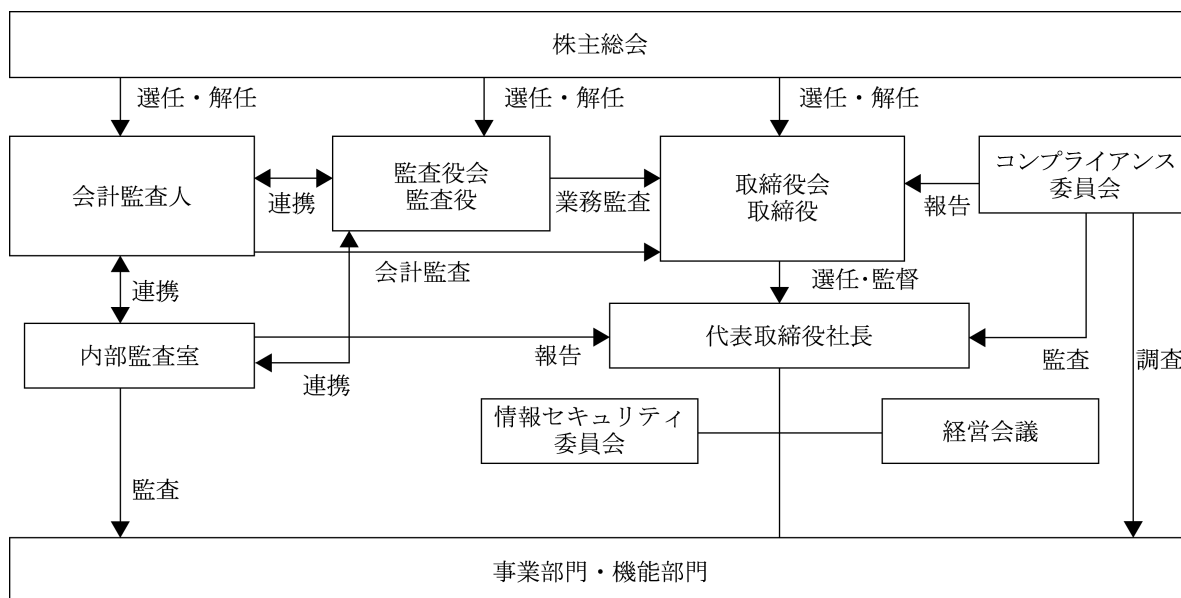 株主総会
選任・解任
選任・解任
選任・解任
会計監査人
連携
監査役会
監査役
業務監査
取締役会
取締役
報告
コンプライアンス
委員会
会計監査
連携
選任・監督
内部監査室
報告
連携
代表取締役社長
監査
調査
情報セキュリティ
委員会
経営会議
監査
事業部門・機能部門